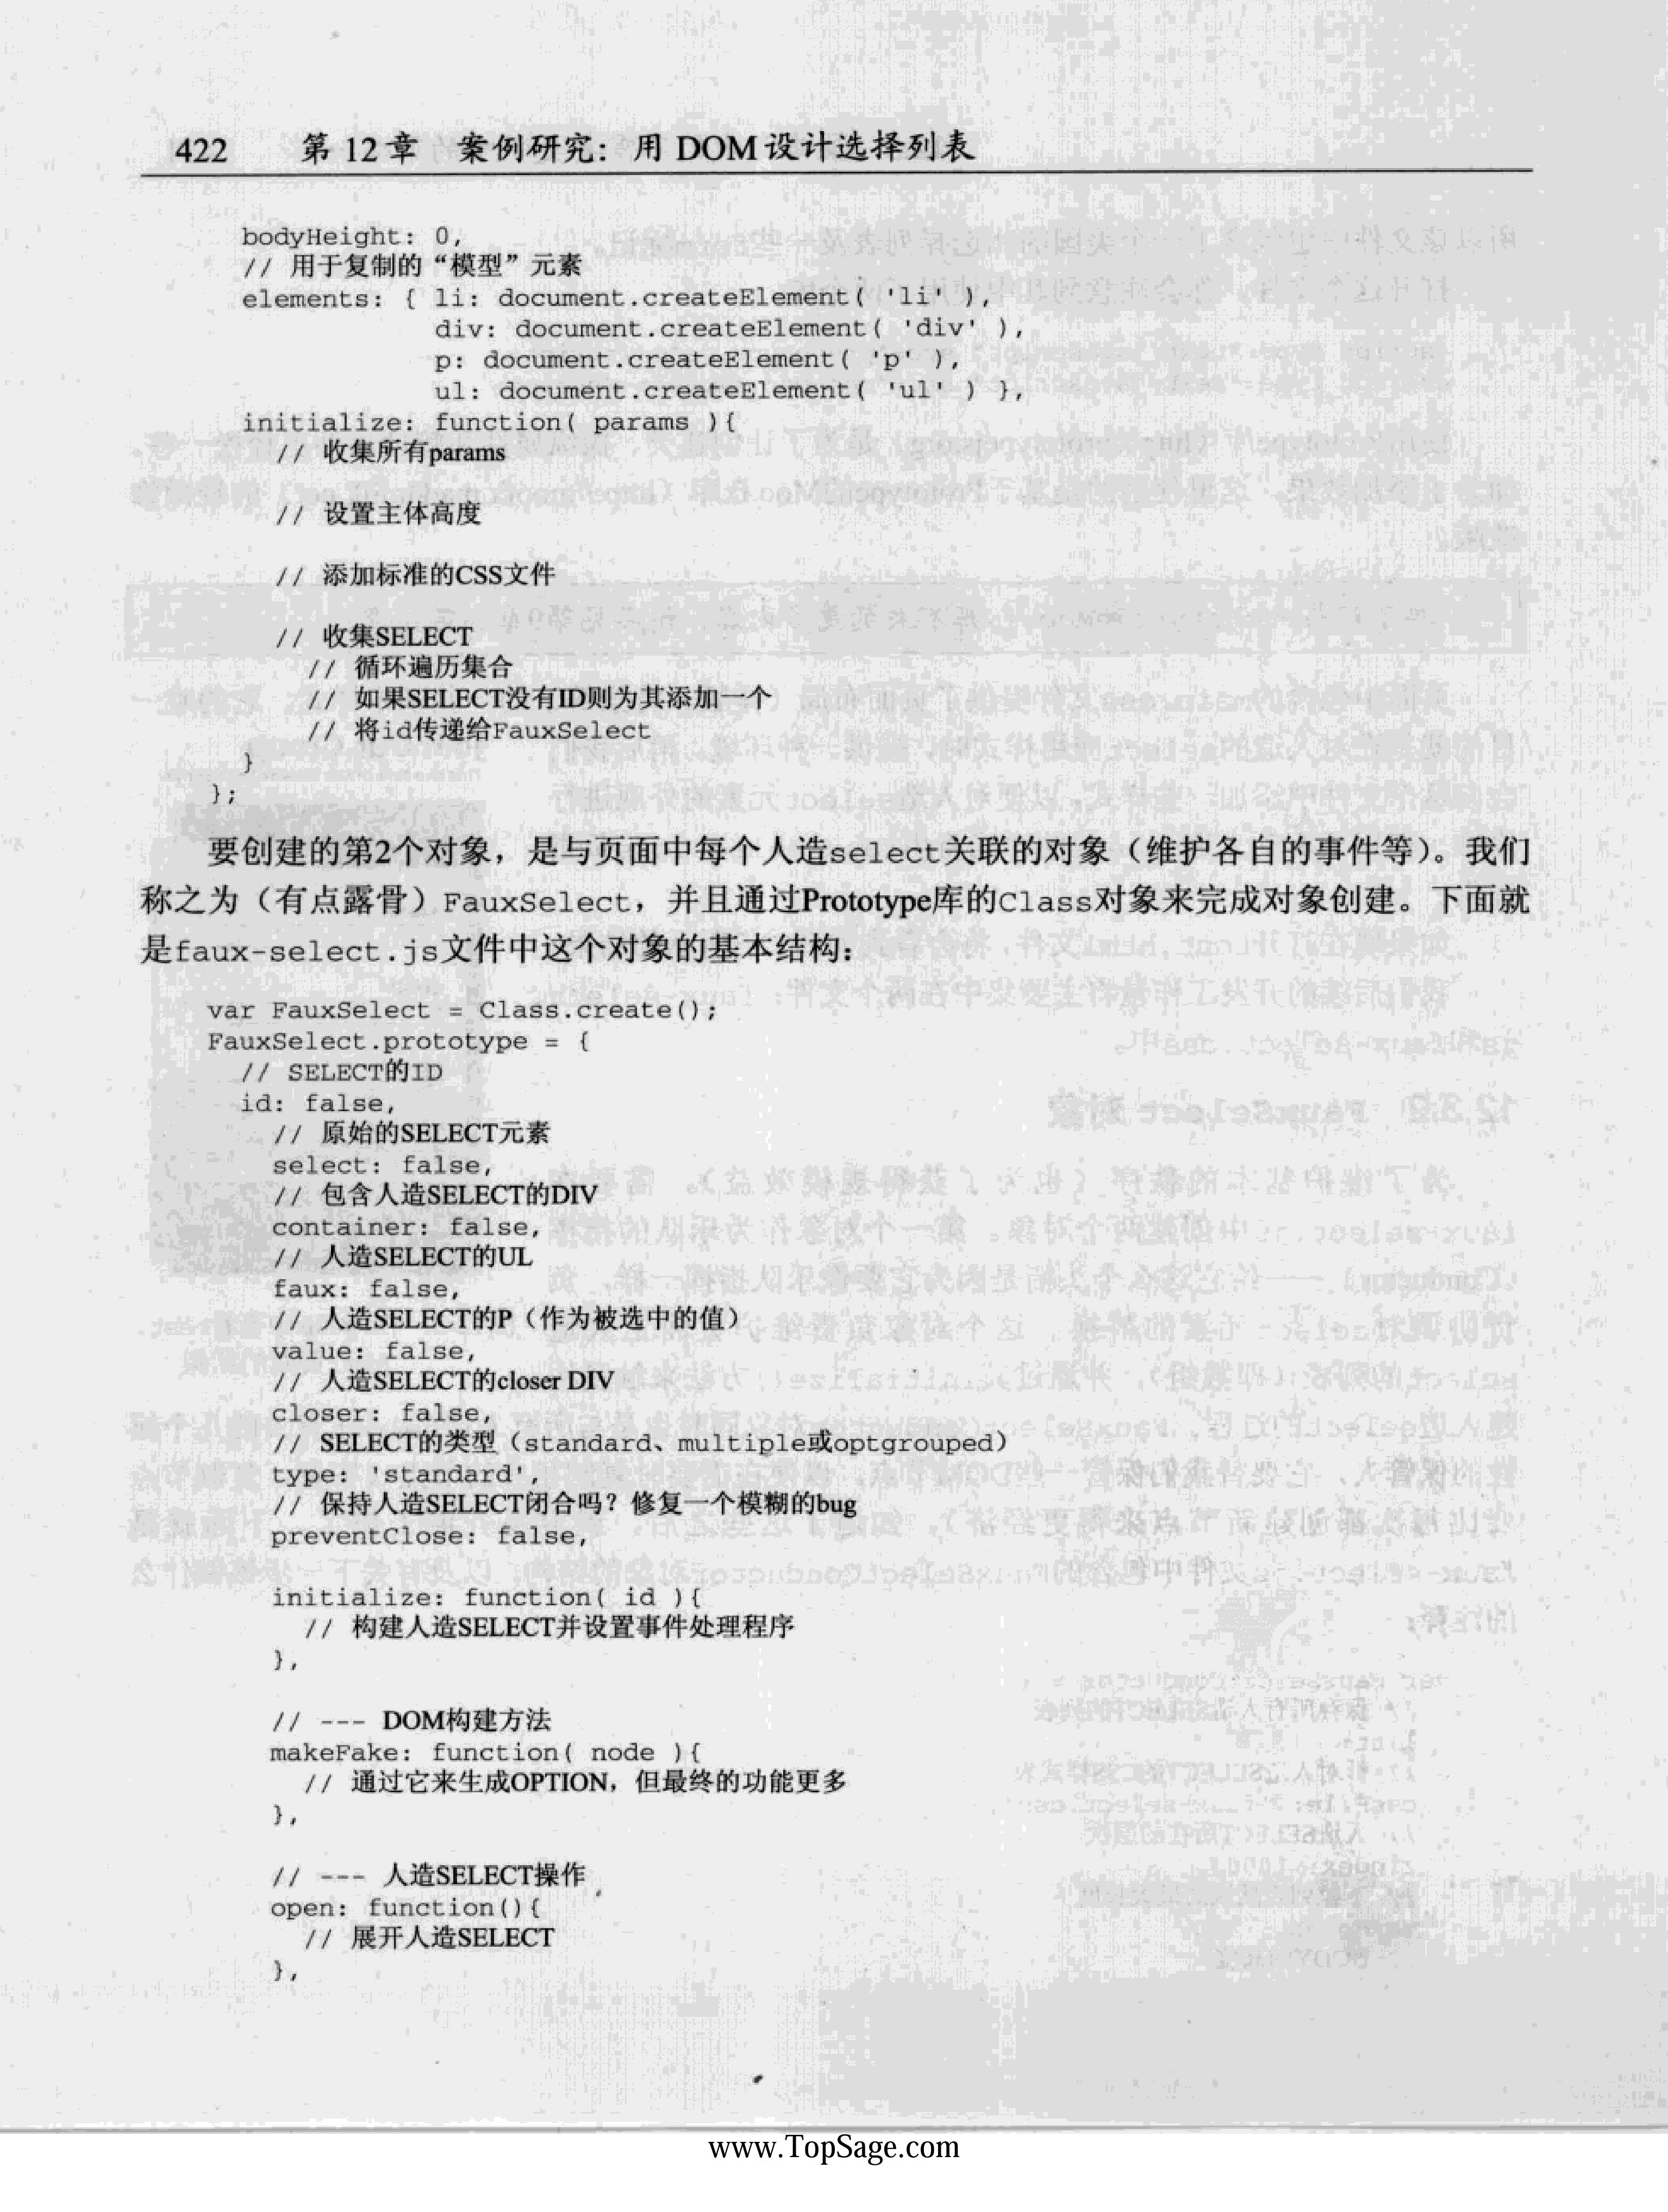 422 第 12 章 案例研究：用 DOM 设计选择列表
bodyHeight: 0,
// 用于复制的“模型”元素
elements: { li: document.createElement( 'li' ),
div: document.createElement( 'div' ),
p: document.createElement( 'p' ),
ul: document.createElement( 'ul' ) },
initialize: function( params ){
// 收集所有params
// 设置主体高度
// 添加标准的CSS文件
// 收集SELECT
// 循环遍历集合
// 如果SELECT没有ID则为其添加一个
// 将id传递给FauxSelect
}
};
要创建的第2个对象，是与页面中每个人造select关联的对象（维护各自的事件等）。我们
称之为（有点露骨）FauxSelect，并且通过Prototype库的Class对象来完成对象创建。下面就
是faux-select.js文件中这个对象的基本结构：
var FauxSelect = Class.create();
FauxSelect.prototype = {
// SELECT的ID
id: false,
// 原始的SELECT元素
select: false,
// 包含人造SELECT的DIV
container: false,
// 人造SELECT的UL
faux: false,
// 人造SELECT的P（作为被选中的值）
value: false,
// 人造SELECT的closer DIV
closer: false,
// SELECT的类型（standard、multiple或optgrouped）
type: 'standard',
// 保持人造SELECT闭合吗？修复一个模糊的bug
preventClose: false,
initialize: function( id ){
// 构建人造SELECT并设置事件处理程序
},
// --- DOM构建方法
makeFake: function( node ){
// 通过它来生成OPTION，但最终的功能更多
},
// --- 人造SELECT操作
open: function(){
// 展开人造SELECT
},
www.TopSage.com